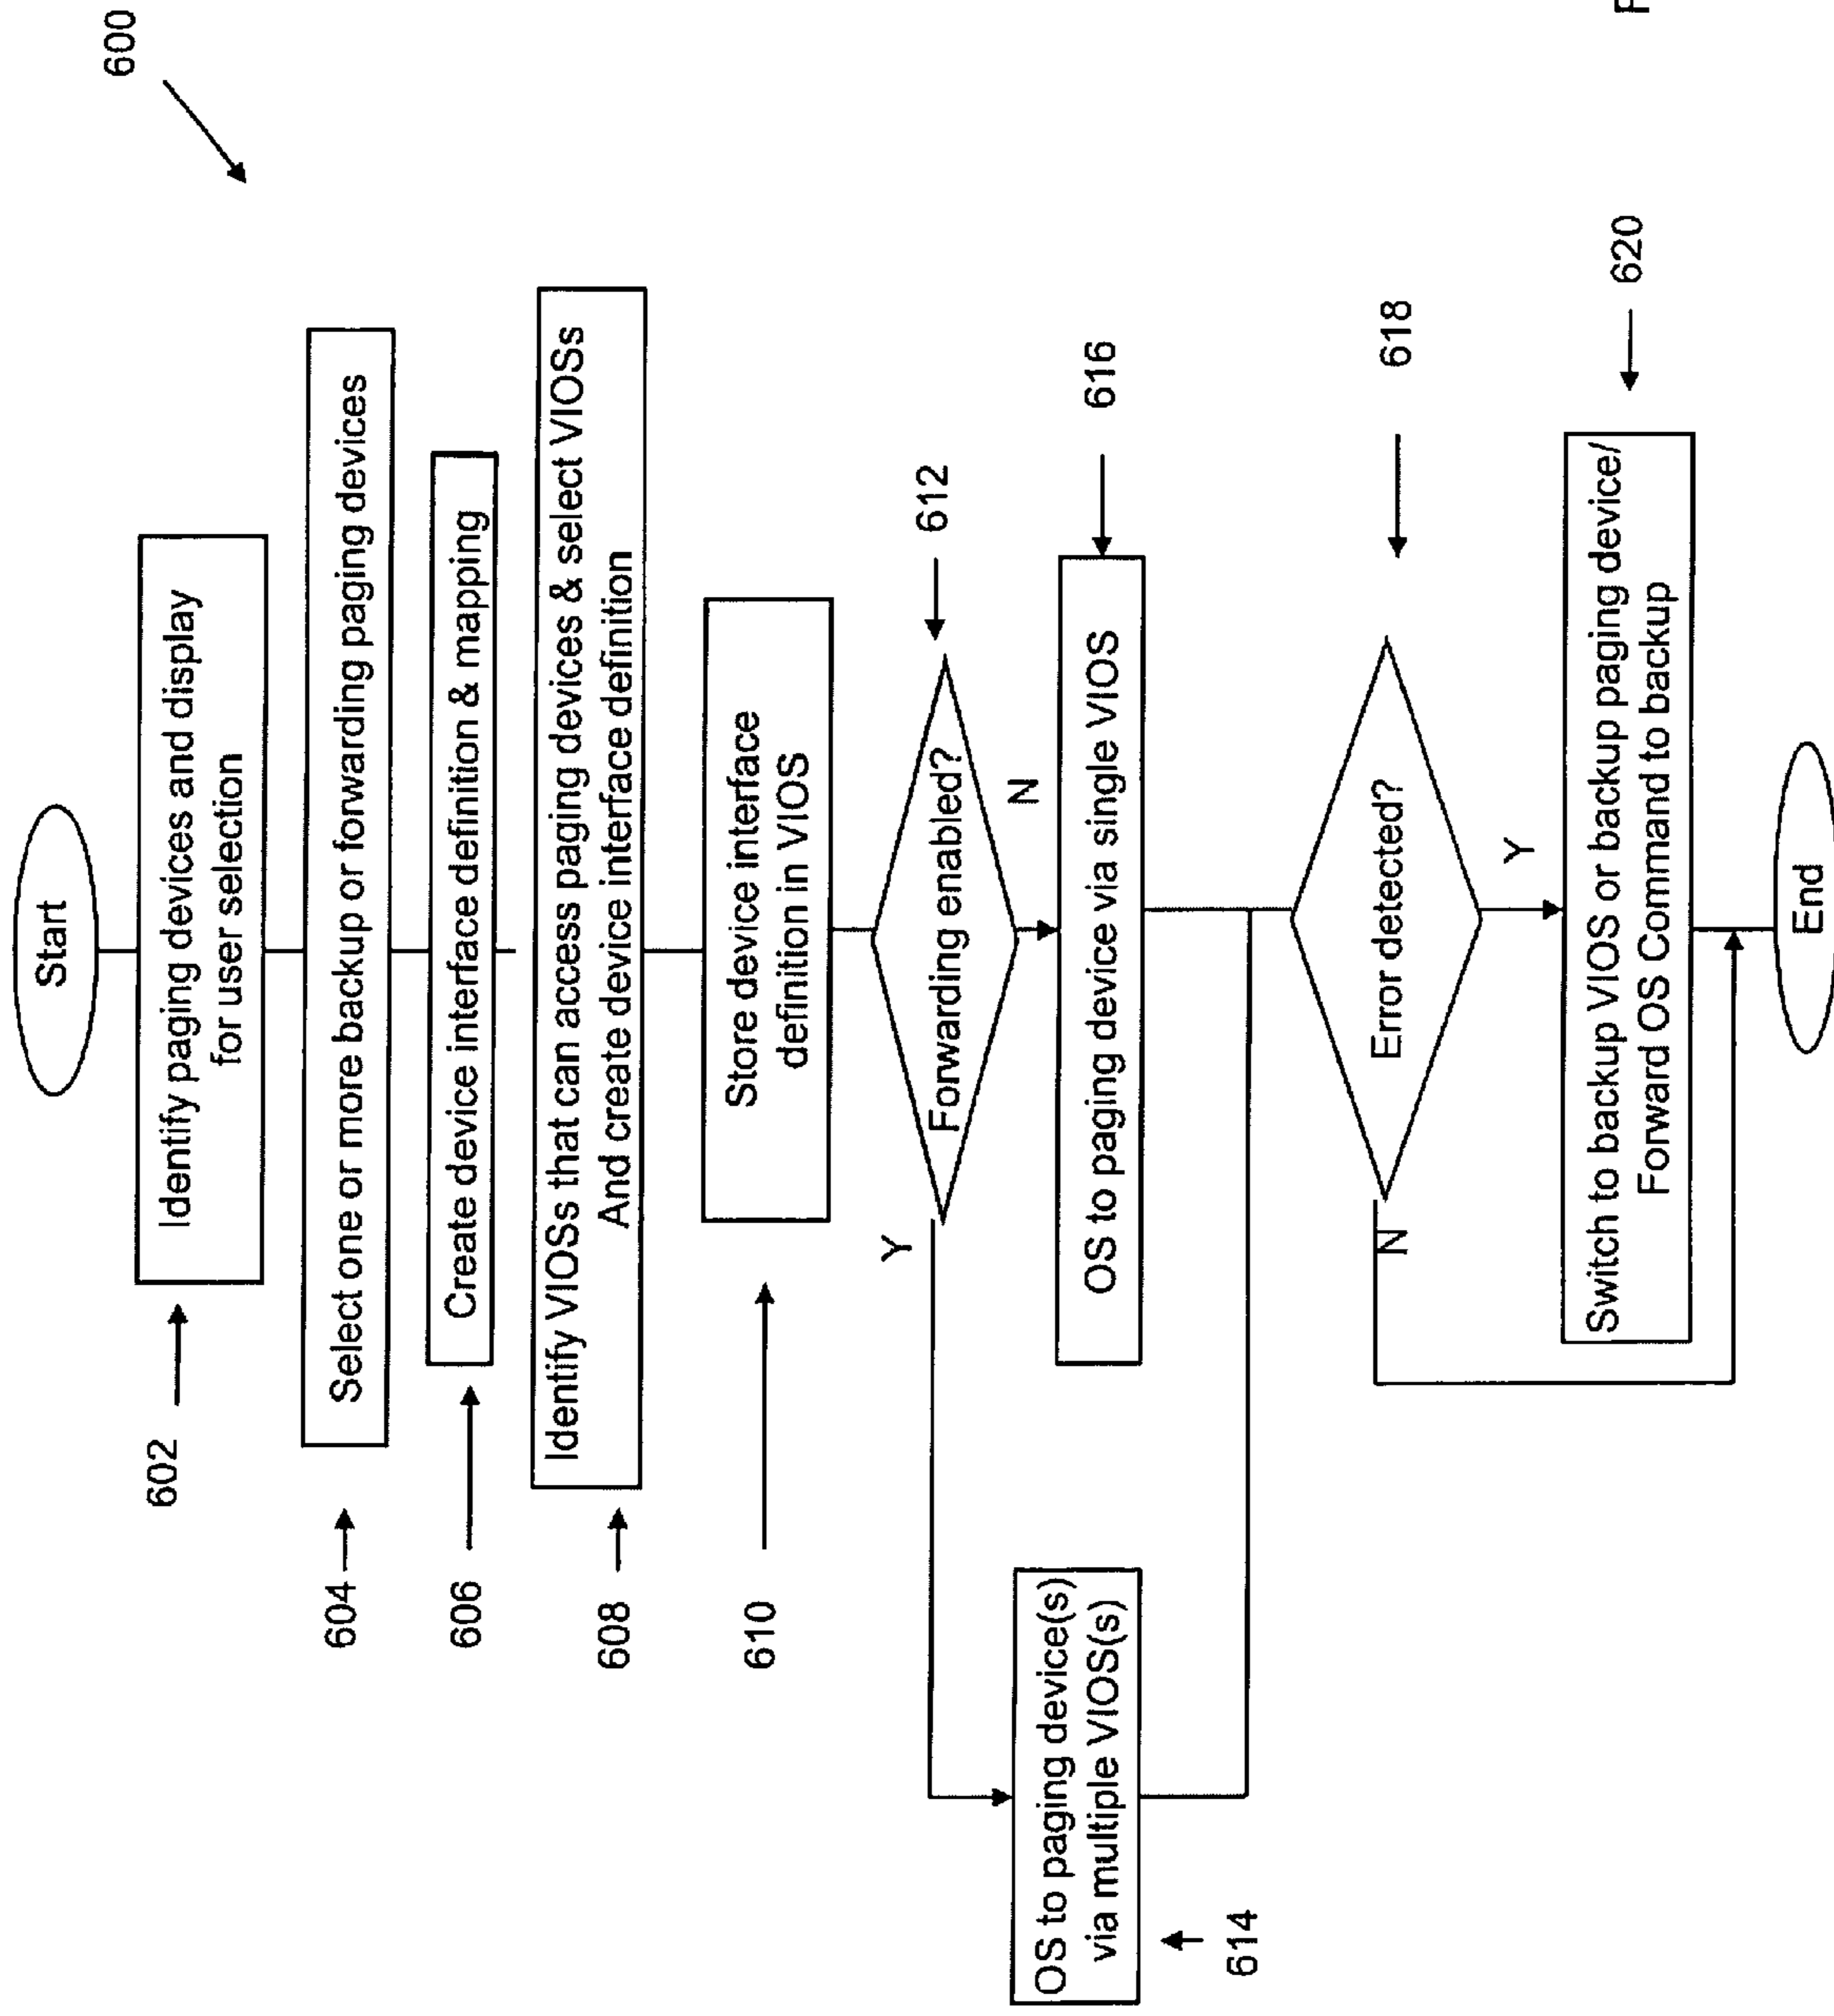 600
Start
602
Identify paging devices and display
for user selection
604
Select one or more backup or forwarding paging devices
606
Create device interface definition & mapping
608
Identify VIOSs that can access paging devices & select VIOSs
And create device interface definition
610
Store device interface
definition in VIOS
612
Forwarding enabled?
Y
N
614
OS to paging device(s)
via multiple VIOS(s)
616
OS to paging device via single VIOS
618
Error detected?
N
Y
620
Switch to backup VIOS or backup paging device/
Forward OS Command to backup
End